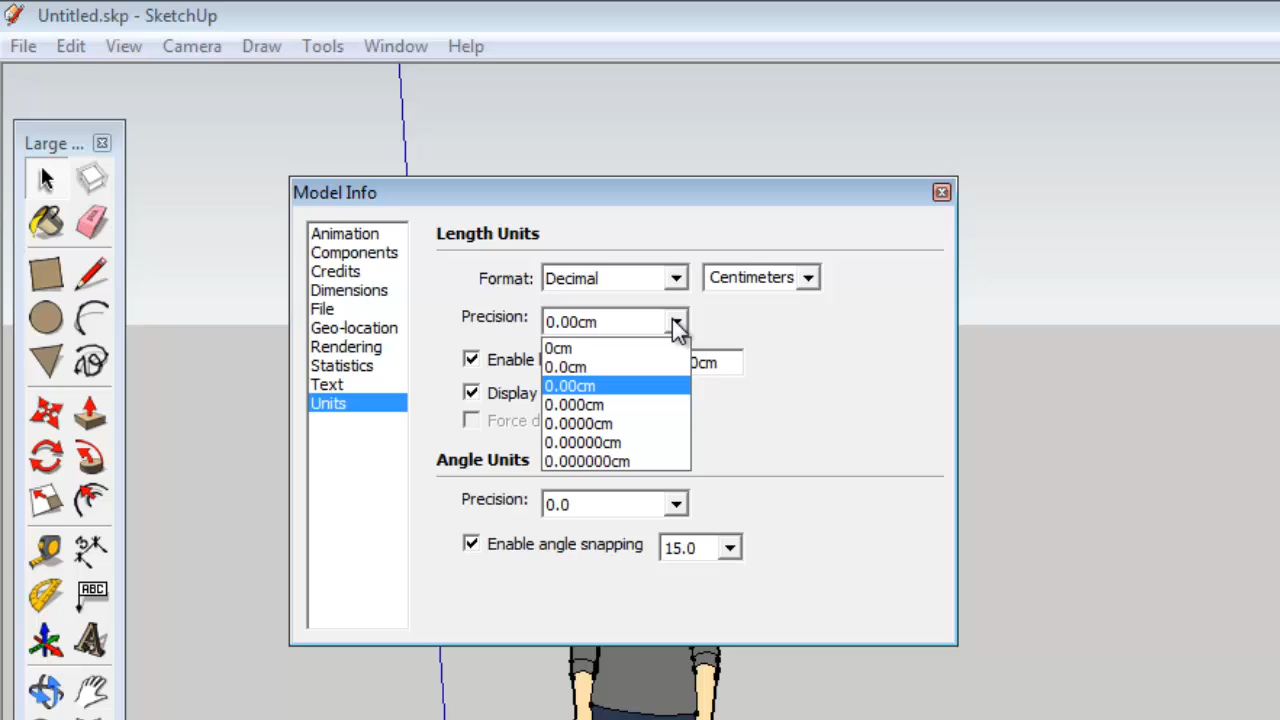 Untitled.skp - SketchUp
File Edit View Camera Draw Tools Window Help
Large ...
Model Info
Animation
Components
Credits
Dimensions
File
Geo-location
Rendering
Statistics
Text
Units
Length Units
Format: Decimal Centimeters
Precision: 0.00cm
0cm
0.0cm
0.00cm
0.000cm
0.0000cm
0.00000cm
0.000000cm
Enable
0cm
Display
Force
Angle Units
Precision: 0.0
Enable angle snapping 15.0
ABC
A